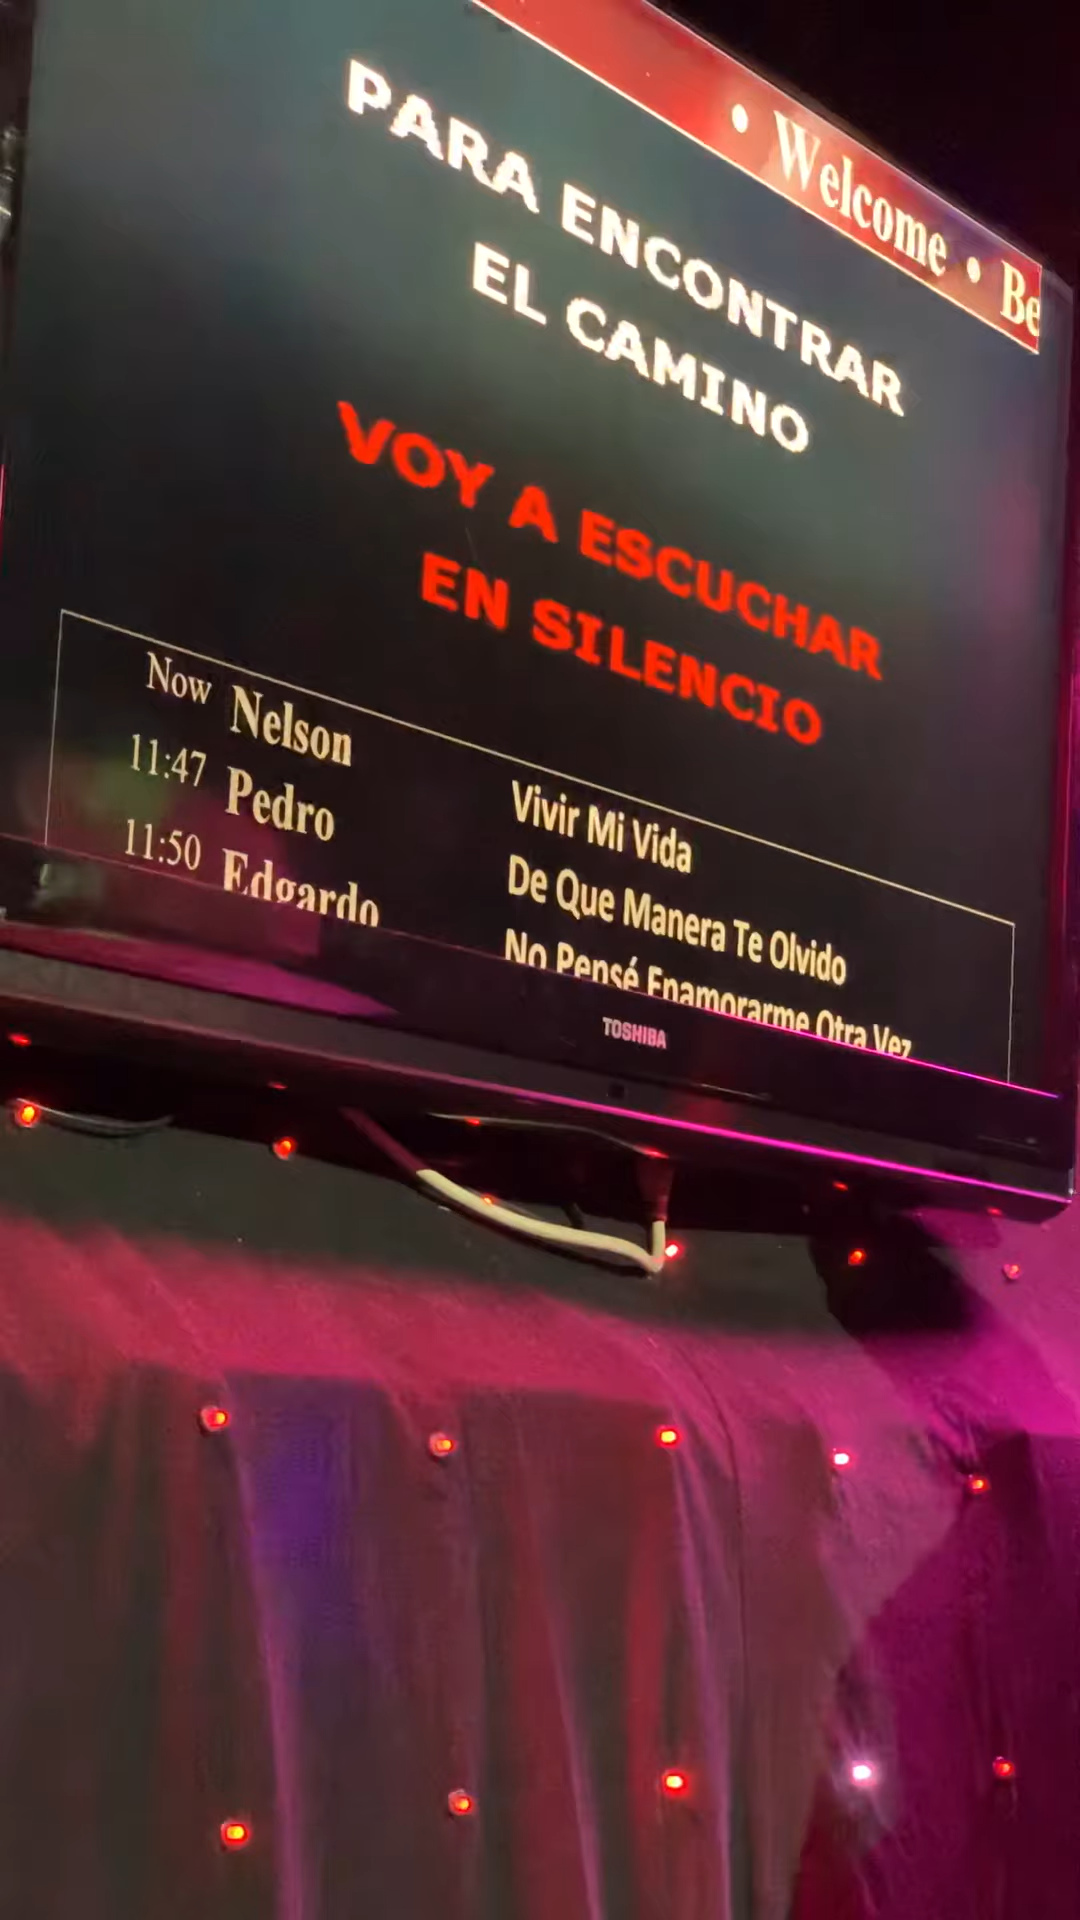 • Welcome • Be
PARA ENCONTRAR
EL CAMINO
VOY A ESCUCHAR
EN SILENCIO
Now Nelson Vivir Mi Vida
11:47 Pedro De Que Manera Te Olvido
11:50 Edgardo No Pensé Enamorarme Otra Vez
TOSHIBA